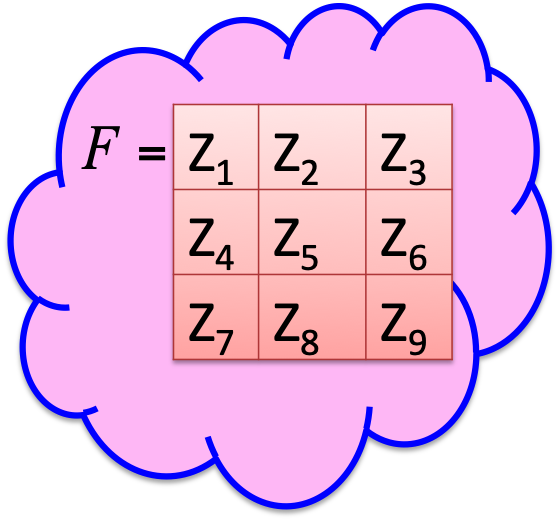 F = Z₁ Z₂ Z₃
Z₄ Z₅ Z₆
Z₇ Z₈ Z₉